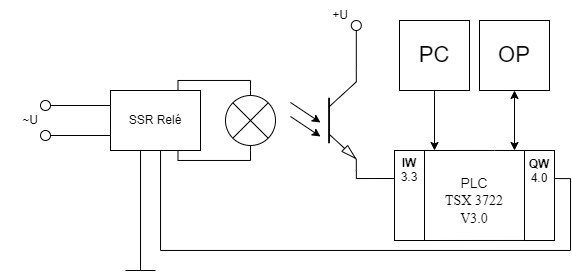 +U
PC
OP
~U
SSR Relé
IW
3.3
PLC
TSX 3722
V3.0
QW
4.0